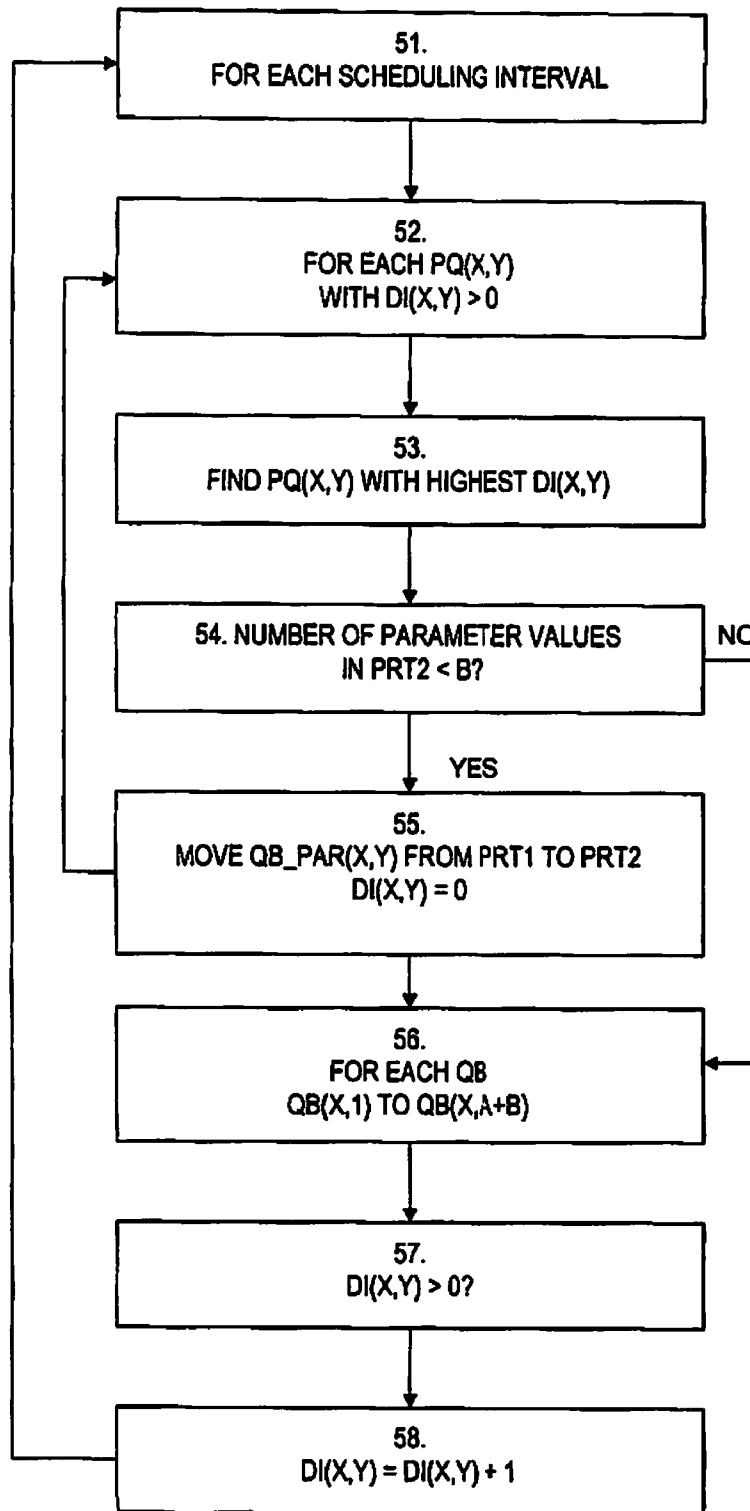 51.
FOR EACH SCHEDULING INTERVAL
52.
FOR EACH PQ(X,Y)
WITH DI(X,Y) > 0
53.
FIND PQ(X,Y) WITH HIGHEST DI(X,Y)
54. NUMBER OF PARAMETER VALUES
IN PRT2 < B?
NO
YES
55.
MOVE QB_PAR(X,Y) FROM PRT1 TO PRT2
DI(X,Y) = 0
56.
FOR EACH QB
QB(X,1) TO QB(X,A+B)
57.
DI(X,Y) > 0?
58.
DI(X,Y) = DI(X,Y) + 1